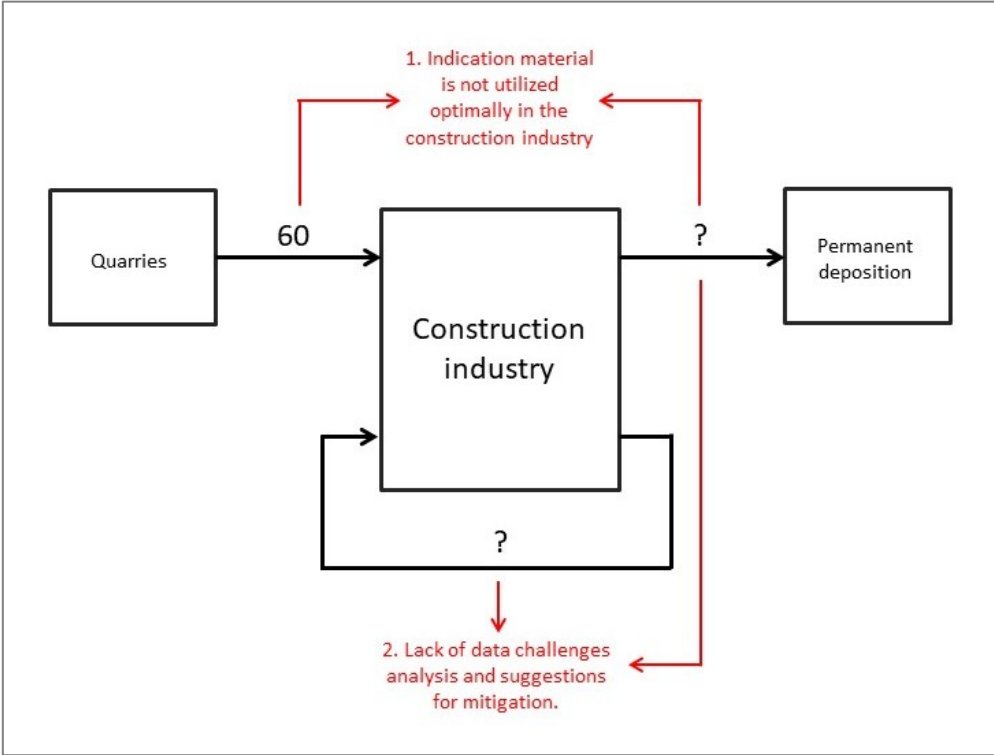 1. Indication material
is not utilized
optimally in the
construction industry
Quarries
60
Construction
industry
?
Permanent
deposition
?
2. Lack of data challenges
analysis and suggestions
for mitigation.